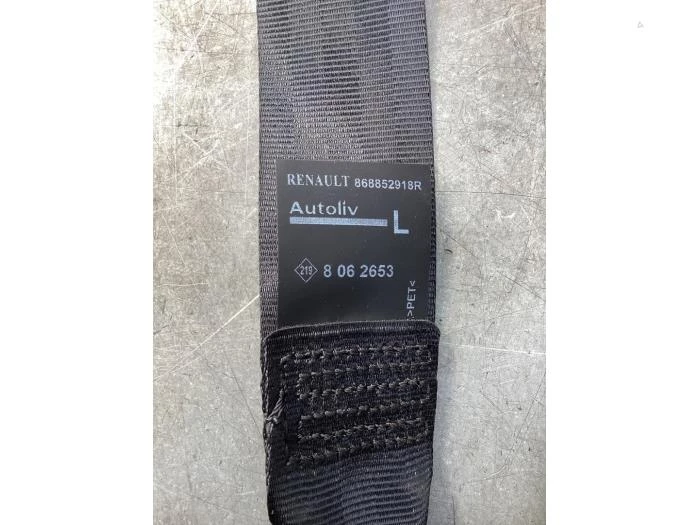 RENAULT 868852918R
Autoliv
L
219 8 06 2653
>PET<